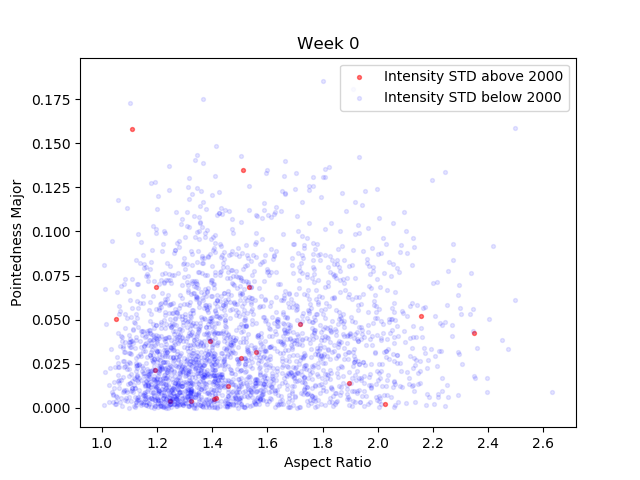 Week 0
Intensity STD above 2000
Intensity STD below 2000
Pointedness Major
0.175
0.150
0.125
0.100
0.075
0.050
0.025
0.000
1.0 1.2 1.4 1.6 1.8 2.0 2.2 2.4 2.6
Aspect Ratio